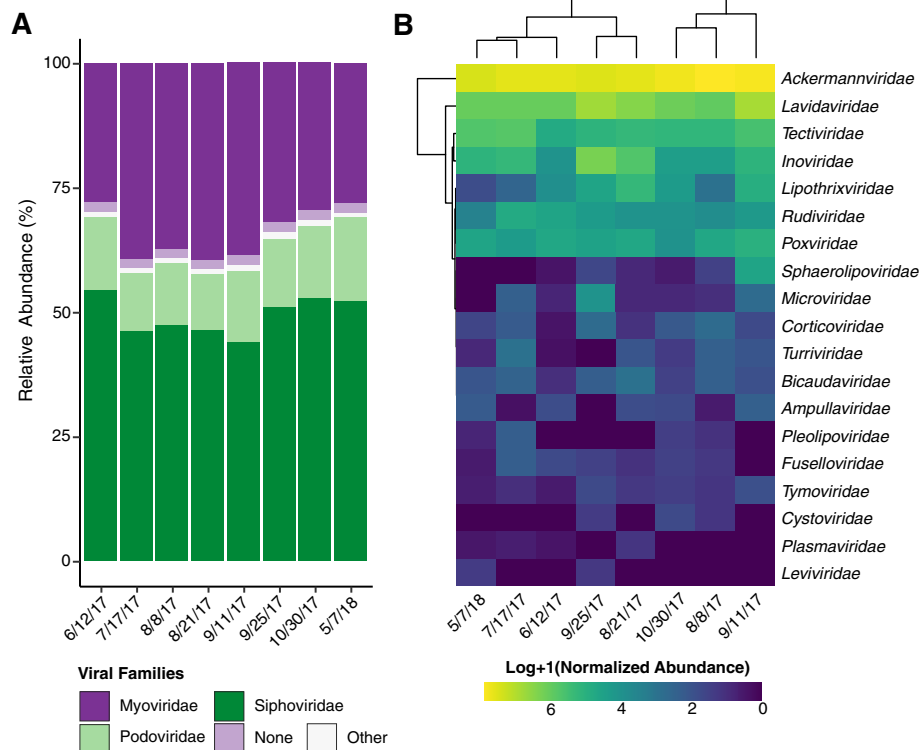 A
Relative Abundance (%)
100
75
50
25
0
6/12/17
7/17/17
8/8/17
8/21/17
9/11/17
9/25/17
10/30/17
5/7/18
Viral Families
Myoviridae
Siphoviridae
Podoviridae
None
Other
B
Ackermannviridae
Lavidaviridae
Tectiviridae
Inoviridae
Lipothrixviridae
Rudiviridae
Poxviridae
Sphaerolipoviridae
Microviridae
Corticoviridae
Turriviridae
Bicaudaviridae
Ampullaviridae
Pleolipoviridae
Fuselloviridae
Tymoviridae
Cystoviridae
Plasmaviridae
Leviviridae
5/7/18
7/17/17
6/12/17
9/25/17
8/21/17
10/30/17
8/8/17
9/11/17
Log+1(Normalized Abundance)
6 4 2 0